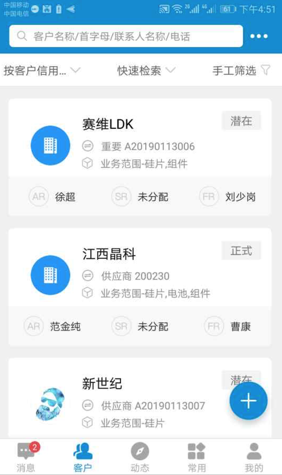 中国移动
中国电信
63
下午4:51
客户名称/首字母/联系人名称/电话
按客户信用...
快速检索
手工筛选
赛维LDK
潜在
重要 A20190113006
业务范围-硅片,组件
AR 徐超
SR 未分配
FR 刘少岗
江西晶科
正式
供应商 200230
业务范围-硅片,电池,组件
AR 范金纯
SR 未分配
FR 曹康
新世纪
潜在
供应商 A20190113007
业务范围-硅片
2
消息
客户
动态
常用
我的